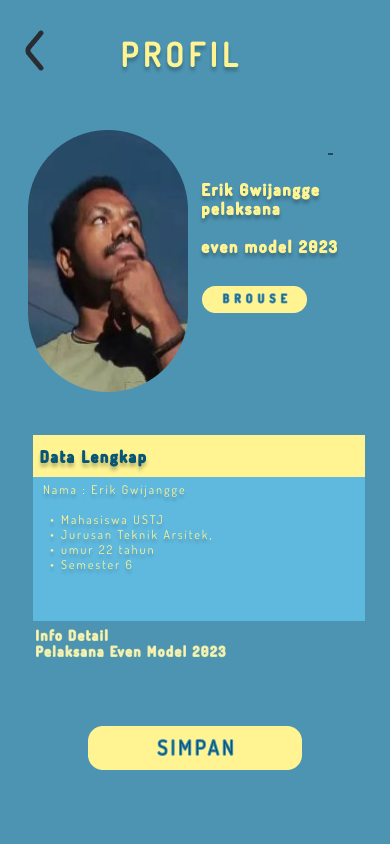 PROFIL
Erik Gwijangge
pelaksana
even model 2023
BROUSE
Data Lengkap
Nama : Erik Gwijangge
• Mahasiswa USTJ
• Jurusan Teknik Arsitek,
• umur 22 tahun
• Semester 6
Info Detail
Pelaksana Even Model 2023
SIMPAN